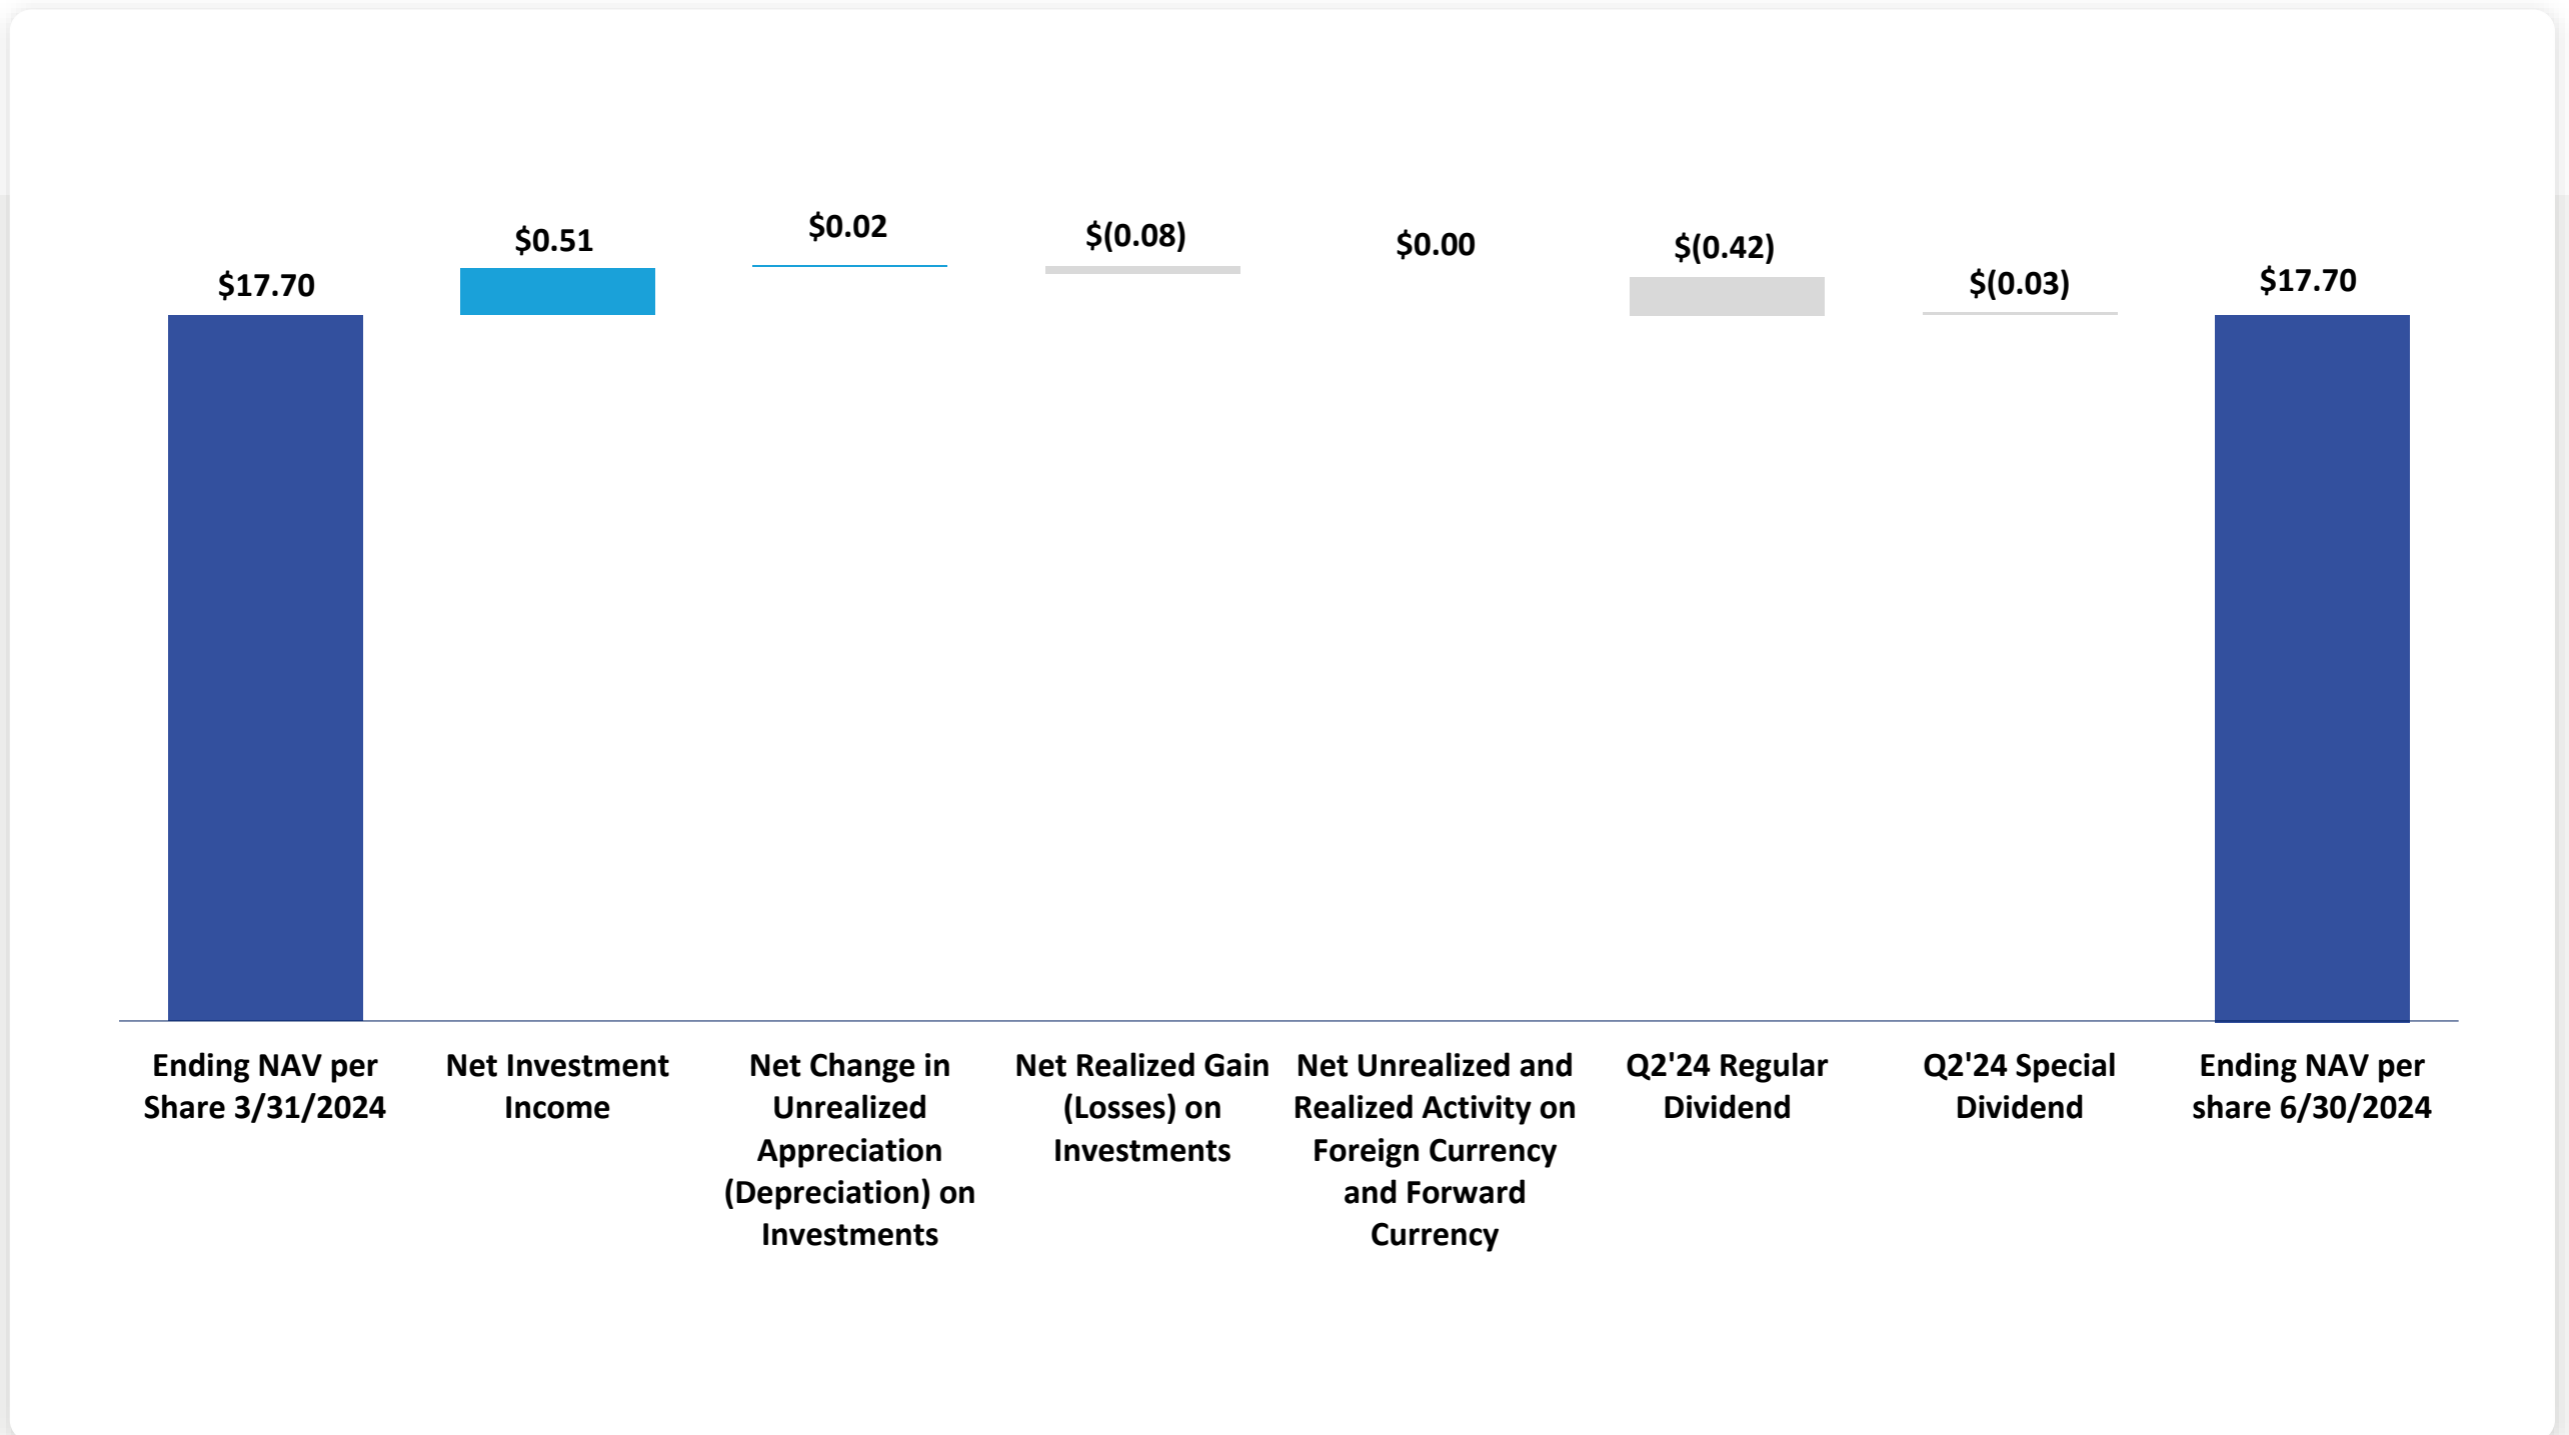 $17.70
$0.51
$0.02
$(0.08)
$0.00
$(0.42)
$(0.03)
$17.70
Ending NAV per
Share 3/31/2024
Net Investment
Income
Net Change in
Unrealized
Appreciation
(Depreciation) on
Investments
Net Realized Gain
(Losses) on
Investments
Net Unrealized and
Realized Activity on
Foreign Currency
and Forward
Currency
Q2'24 Regular
Dividend
Q2'24 Special
Dividend
Ending NAV per
share 6/30/2024